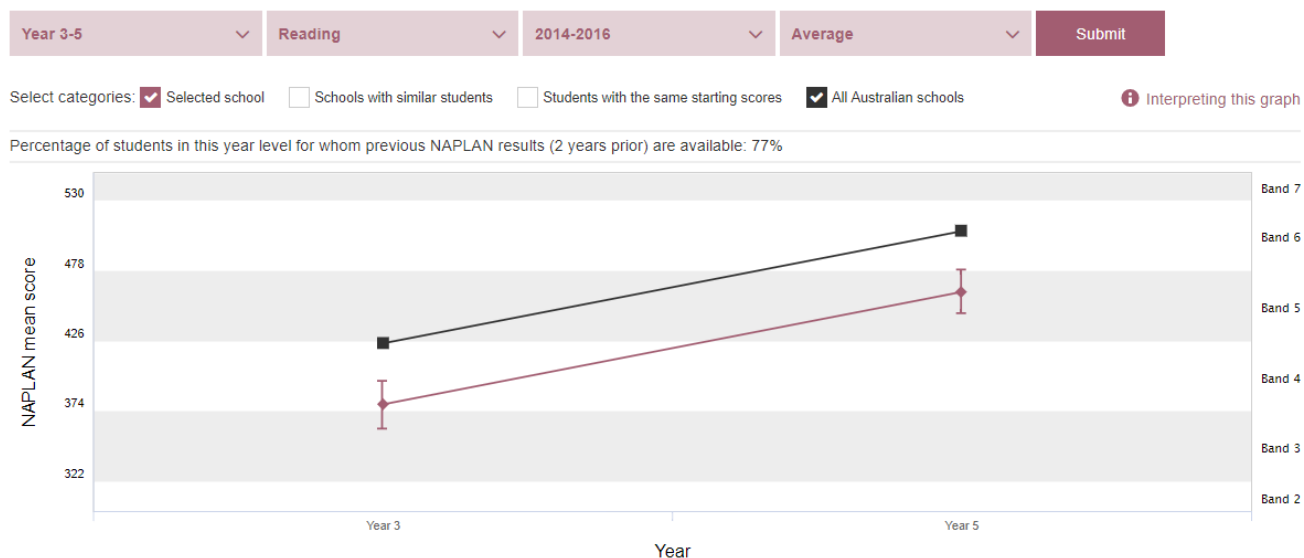 Year 3-5 Reading 2014-2016 Average Submit
Select categories: Selected school Schools with similar students Students with the same starting scores All Australian schools Interpreting this graph
Percentage of students in this year level for whom previous NAPLAN results (2 years prior) are available: 77%
530 Band 7
Band 6
478
Band 5
426
Band 4
374
Band 3
322
Band 2
NAPLAN mean score
Year 3 Year 5
Year